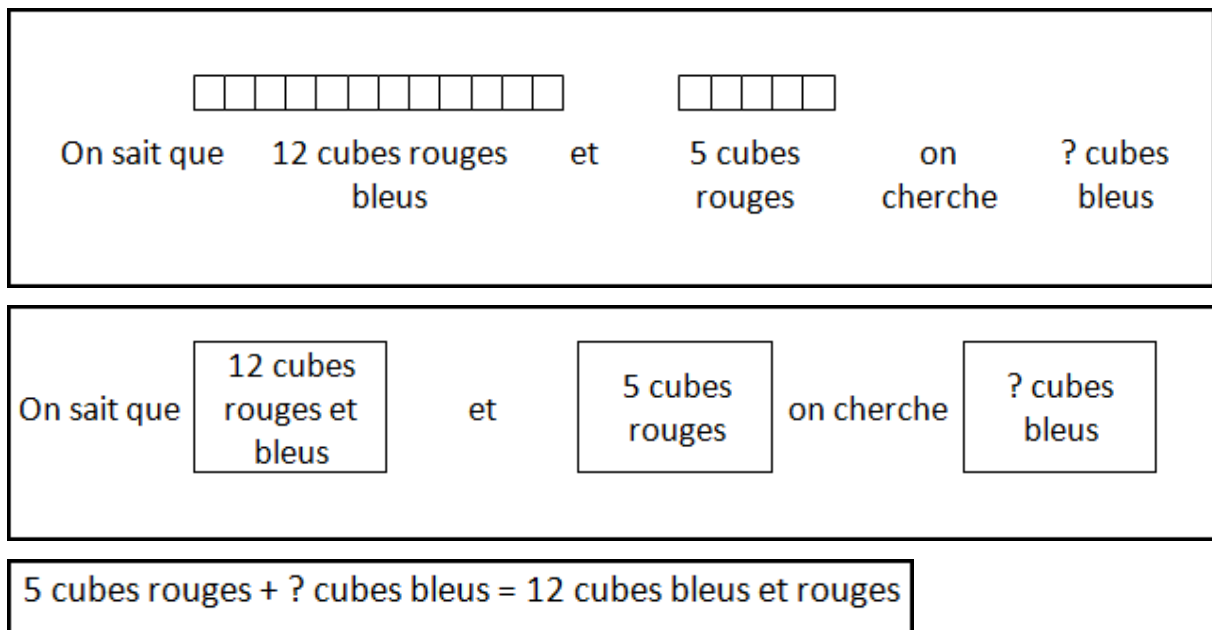 On sait que 12 cubes rouges et 5 cubes on ? cubes
bleus rouges cherche bleus
12 cubes
On sait que rouges et et 5 cubes on cherche ? cubes
bleus rouges bleus
5 cubes rouges + ? cubes bleus = 12 cubes bleus et rouges